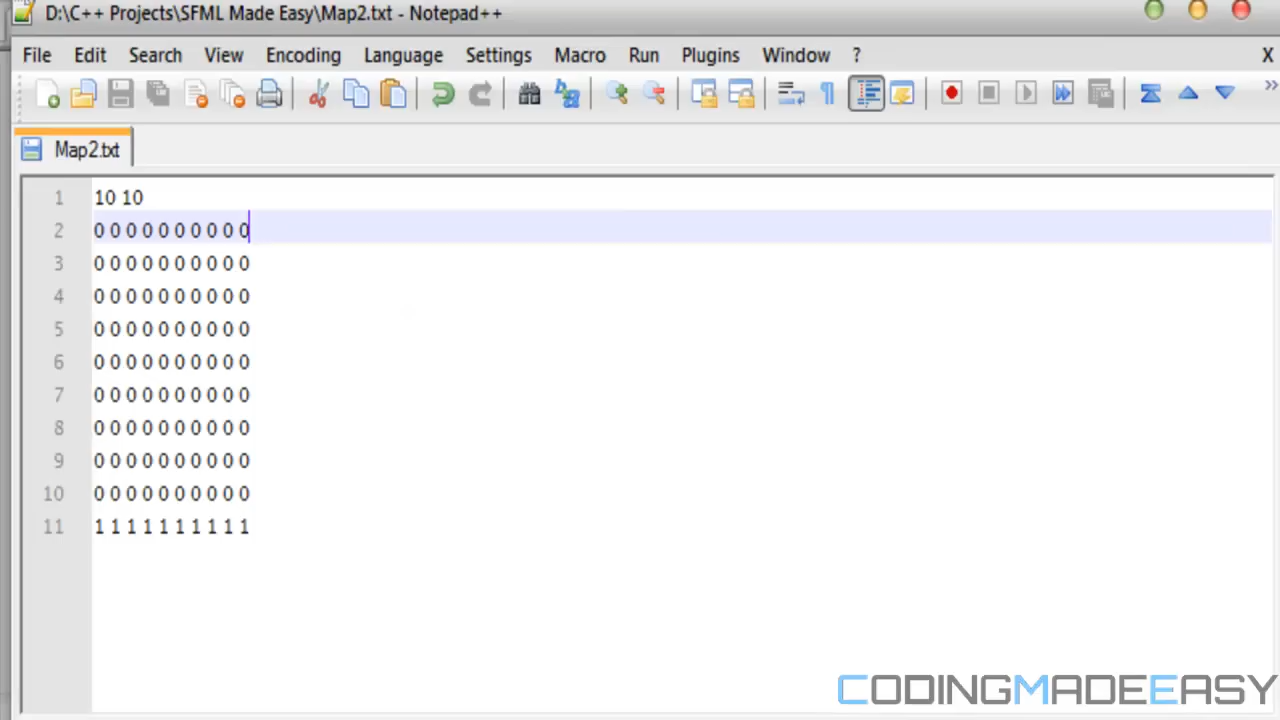 D:\C++ Projects\SFML Made Easy\Map2.txt - Notepad++
File Edit Search View Encoding Language Settings Macro Run Plugins Window ? X
Map2.txt
1 10 10
2 0 0 0 0 0 0 0 0 0 0
3 0 0 0 0 0 0 0 0 0 0
4 0 0 0 0 0 0 0 0 0 0
5 0 0 0 0 0 0 0 0 0 0
6 0 0 0 0 0 0 0 0 0 0
7 0 0 0 0 0 0 0 0 0 0
8 0 0 0 0 0 0 0 0 0 0
9 0 0 0 0 0 0 0 0 0 0
10 0 0 0 0 0 0 0 0 0 0
11 1 1 1 1 1 1 1 1 1 1
CODINGMADEEASY